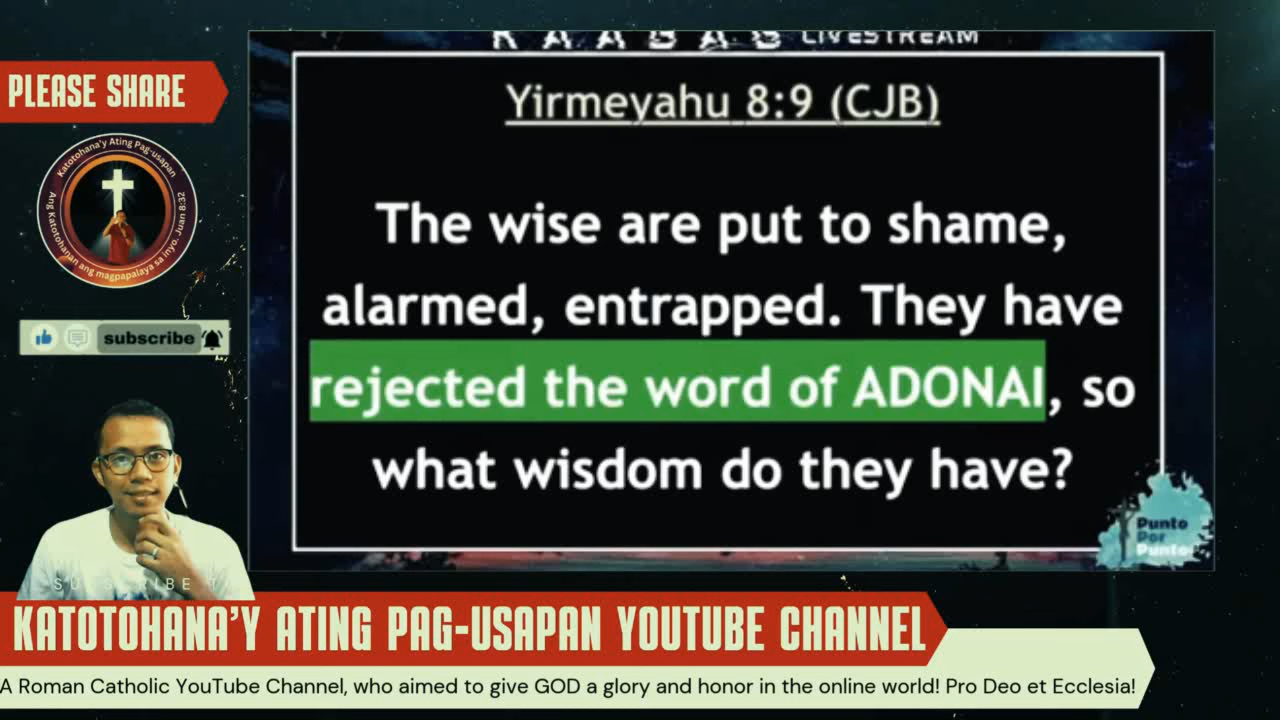 KAABAG LIVESTREAM
PLEASE SHARE
Yirmeyahu 8:9 (CJB)
The wise are put to shame,
alarmed, entrapped. They have
rejected the word of ADONAI, so
what wisdom do they have?
Katotohana'y Ating Pag-usapan
Ang Katotohanan ang magpapalaya sa inyo. Juan 8:32
subscribe
Punto
Por
Punto
SUBSCRIBE T
KATOTOHANA'Y ATING PAG-USAPAN YOUTUBE CHANNEL
A Roman Catholic YouTube Channel, who aimed to give GOD a glory and honor in the online world! Pro Deo et Ecclesia!